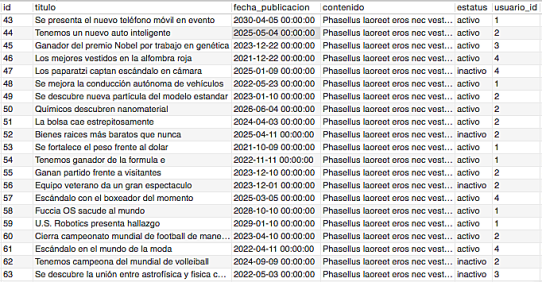 id titulo fecha_publicacion contenido estatus usuario_id
43 Se presenta el nuevo teléfono móvil en evento 2030-04-05 00:00:00 Phasellus laoreet eros nec vest... activo 1
44 Tenemos un nuevo auto inteligente 2025-05-04 00:00:00 Phasellus laoreet eros nec vest... activo 2
45 Ganador del premio Nobel por trabajo en genética 2023-12-22 00:00:00 Phasellus laoreet eros nec vest... activo 3
46 Los mejores vestidos en la alfombra roja 2021-12-22 00:00:00 Phasellus laoreet eros nec vest... activo 4
47 Los paparatzi captan escándalo en cámara 2025-01-09 00:00:00 Phasellus laoreet eros nec vest... inactivo 4
48 Se mejora la conducción autónoma de vehículos 2022-05-23 00:00:00 Phasellus laoreet eros nec vest... activo 1
49 Se descubre nueva partícula del modelo estandar 2023-01-10 00:00:00 Phasellus laoreet eros nec vest... activo 2
50 Químicos descubren nanomaterial 2026-06-04 00:00:00 Phasellus laoreet eros nec vest... activo 2
51 La bolsa cae estrepitosamente 2024-04-03 00:00:00 Phasellus laoreet eros nec vest... activo 2
52 Bienes raices más baratos que nunca 2025-04-11 00:00:00 Phasellus laoreet eros nec vest... inactivo 2
53 Se fortalece el peso frente al dolar 2021-10-09 00:00:00 Phasellus laoreet eros nec vest... activo 1
54 Tenemos ganador de la formula e 2022-11-11 00:00:00 Phasellus laoreet eros nec vest... activo 1
55 Ganan partido frente a visitantes 2023-12-10 00:00:00 Phasellus laoreet eros nec vest... activo 2
56 Equipo veterano da un gran espectaculo 2023-12-01 00:00:00 Phasellus laoreet eros nec vest... inactivo 2
57 Escándalo con el boxeador del momento 2025-03-05 00:00:00 Phasellus laoreet eros nec vest... activo 4
58 Fuccia OS sacude al mundo 2028-10-10 00:00:00 Phasellus laoreet eros nec vest... activo 1
59 U.S. Robotics presenta hallazgo 2029-01-10 00:00:00 Phasellus laoreet eros nec vest... activo 1
60 Cierra campeonato mundial de football de mane... 2023-04-10 00:00:00 Phasellus laoreet eros nec vest... activo 2
61 Escándalo en el mundo de la moda 2022-04-11 00:00:00 Phasellus laoreet eros nec vest... activo 4
62 Tenemos campeona del mundial de volleiball 2024-09-09 00:00:00 Phasellus laoreet eros nec vest... inactivo 2
63 Se descubre la unión entre astrofísica y fisica c... 2022-05-03 00:00:00 Phasellus laoreet eros nec vest... inactivo 3